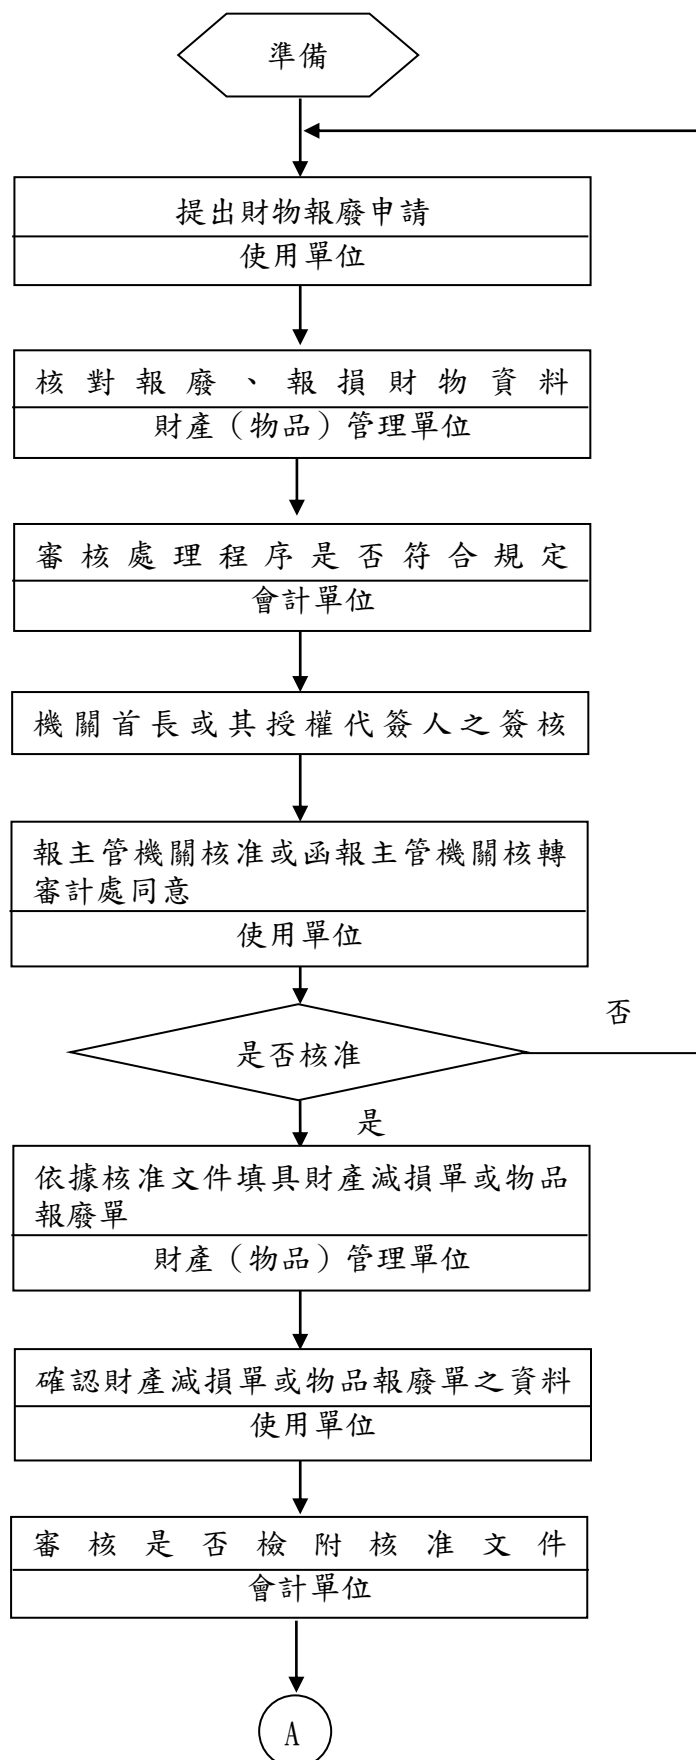 準備
提出財物報廢申請
使用單位
核對報廢、報損財物資料
財產（物品）管理單位
審核處理程序是否符合規定
會計單位
機關首長或其授權代簽人之簽核
報主管機關核准或函報主管機關核轉
審計處同意
使用單位
否
是否核准
是
依據核准文件填具財產減損單或物品
報廢單
財產（物品）管理單位
確認財產減損單或物品報廢單之資料
使用單位
審核是否檢附核准文件
會計單位
A